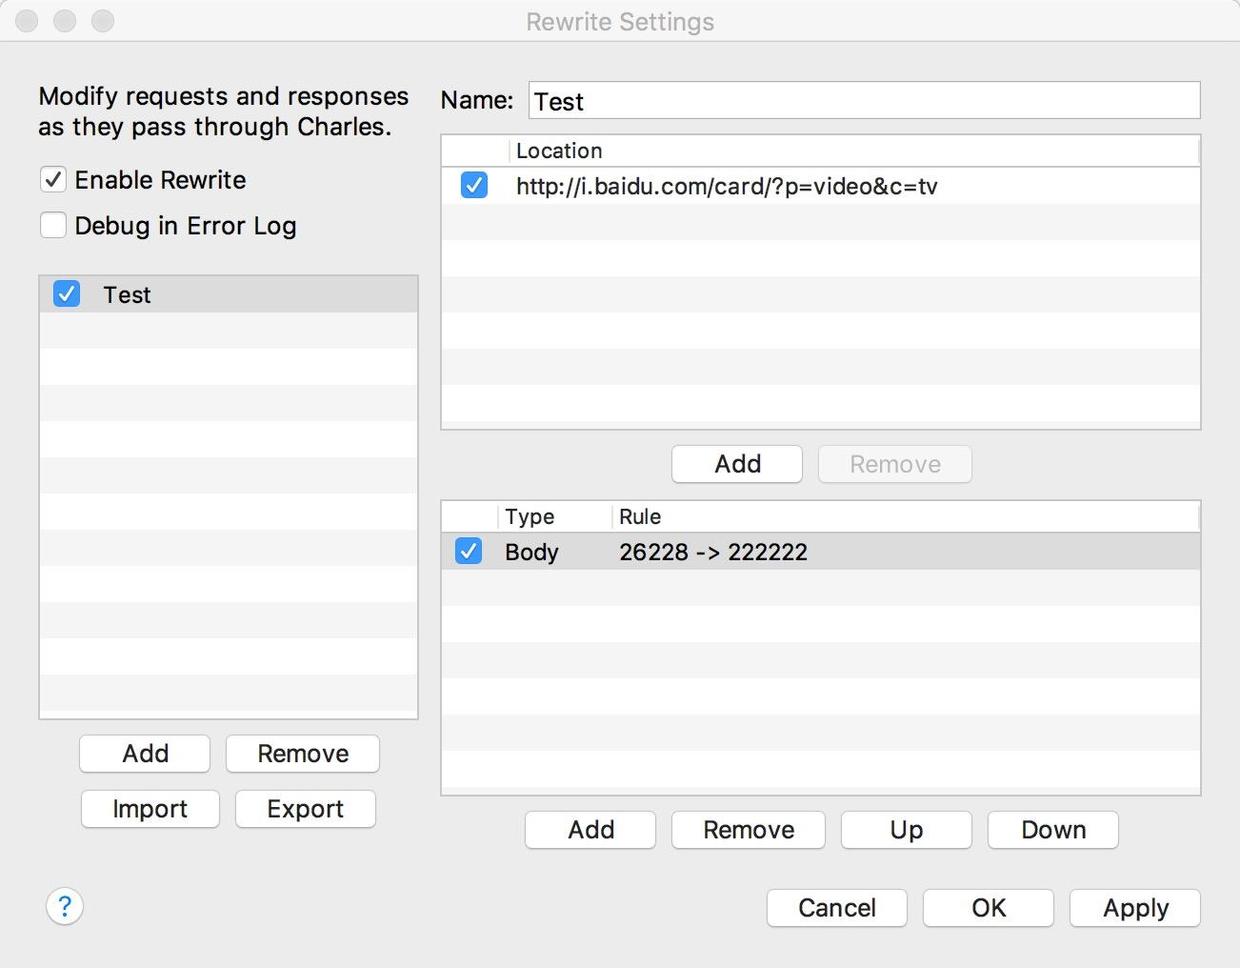 Rewrite Settings
Modify requests and responses
as they pass through Charles.
Enable Rewrite
Debug in Error Log
Test
Add
Remove
Import
Export
?
Name:
Test
Location
http://i.baidu.com/card/?p=video&c=tv
Add
Remove
Type
Rule
Body
26228 -> 222222
Add
Remove
Up
Down
Cancel
OK
Apply